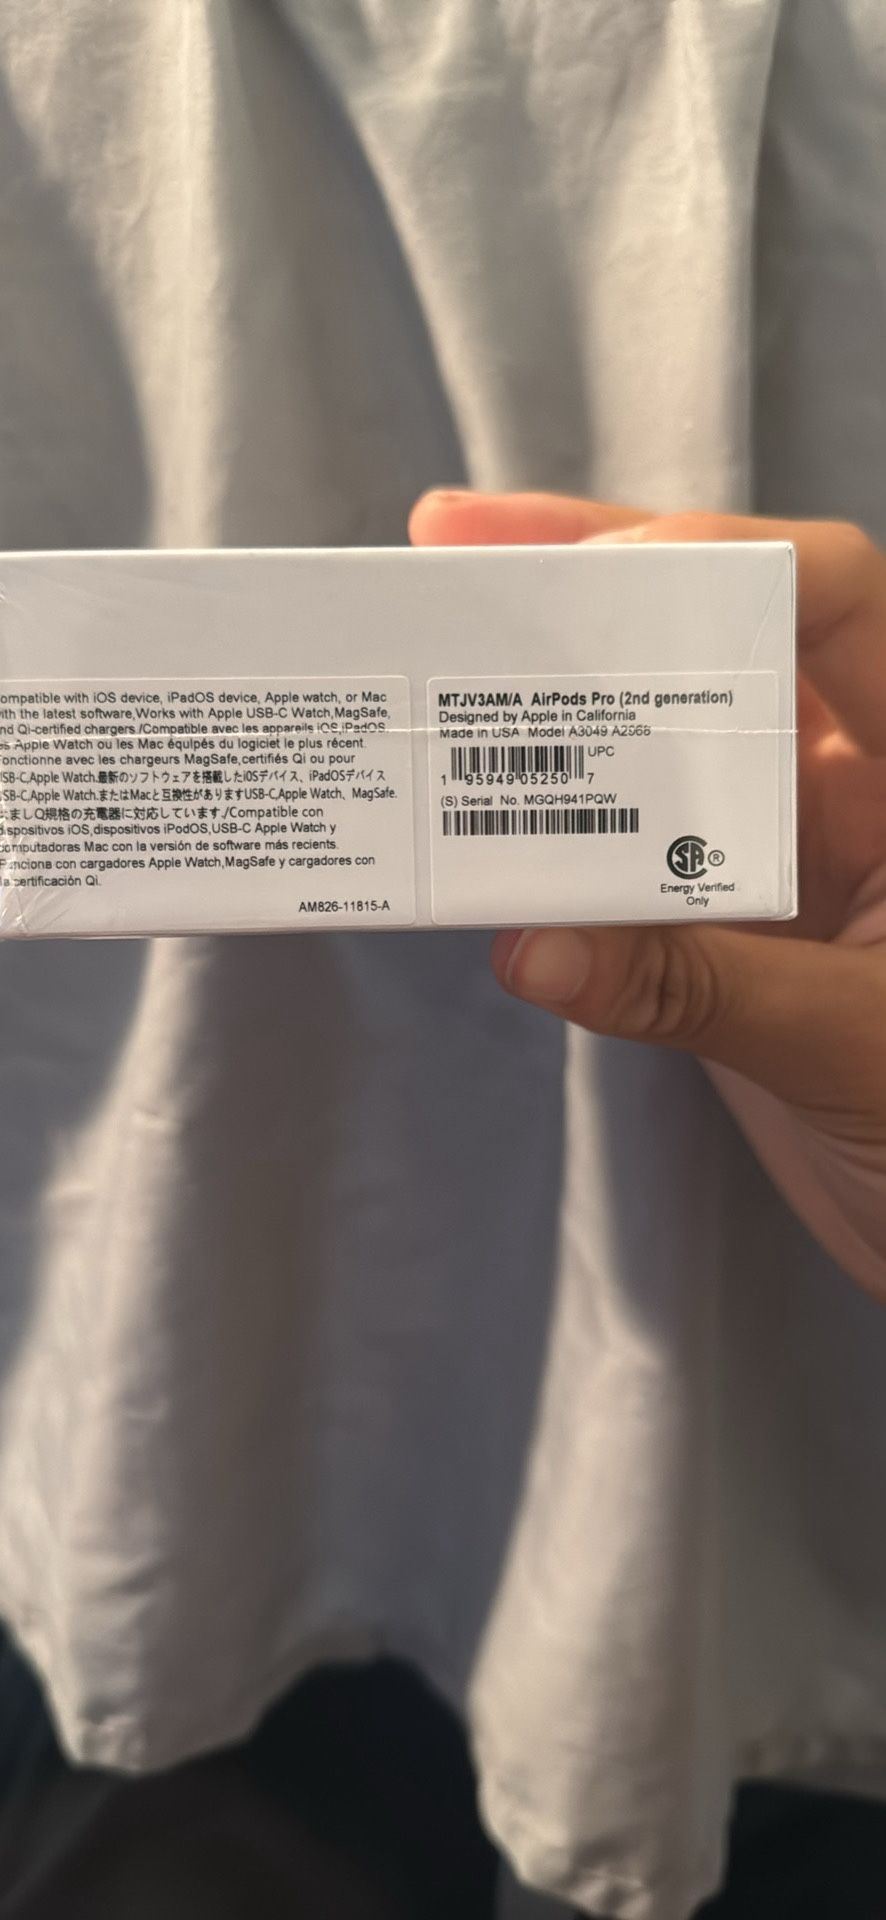 ompatible with iOS device, iPadOS device, Apple watch, or Mac
ith the latest software,Works with Apple USB-C Watch,MagSafe,
nd Qi-certified chargers./Compatible avec les appareils iOS,iPadOS,
es Apple Watch ou les Mac équipés du logiciet le plus récent.
Fonctionne avec les chargeurs MagSafe,certifiés Qi ou pour
SB-C,Apple Watch.最新のソフトウェアを搭載したiOSデバイス、iPadOSデバイス
SB-C,Apple Watch.またはMacと互換性がありますUSB-C,Apple Watch、MagSafe.
ましQ規格の充電器に対応しています./Compatible con
dispositivos iOS,dispositivos iPodOS,USB-C Apple Watch y
computadoras Mac con la versión de software más recients.
Funciona con cargadores Apple Watch,MagSafe y cargadores con
la certificación Qi.
AM826-11815-A
MTJV3AM/A AirPods Pro (2nd generation)
Designed by Apple in California
Made in USA Model A3049 A2968
UPC
1 95949 05250 7
(S) Serial No. MGQH941PQW
SP ®
Energy Verified
Only